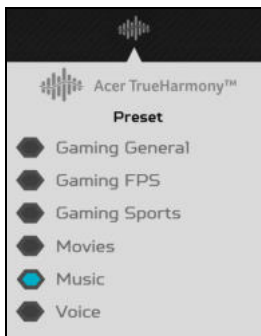 Acer TrueHarmony™
Preset
Gaming General
Gaming FPS
Gaming Sports
Movies
Music
Voice